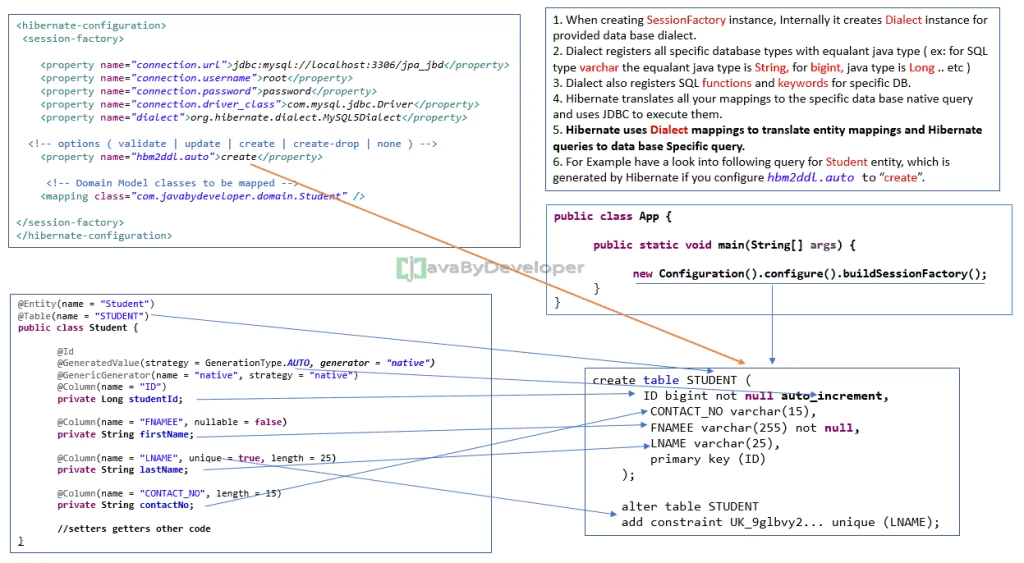 <hibernate-configuration>
<session-factory>
<property name="connection.url">jdbc:mysql://localhost:3306/jpa_jbd</property>
<property name="connection.username">root</property>
<property name="connection.password">password</property>
<property name="connection.driver_class">com.mysql.jdbc.Driver</property>
<property name="dialect">org.hibernate.dialect.MySQL5Dialect</property>
<!-- options ( validate | update | create | create-drop | none ) -->
<property name="hbm2ddl.auto">create</property>
<!-- Domain Model classes to be mapped -->
<mapping class="com.javabydeveloper.domain.Student" />
</session-factory>
</hibernate-configuration>
1. When creating SessionFactory instance, Internally it creates Dialect instance for
provided data base dialect.
2. Dialect registers all specific database types with equalant java type ( ex: for SQL
type varchar the equalant java type is String, for bigint, java type is Long .. etc )
3. Dialect also registers SQL functions and keywords for specific DB.
4. Hibernate translates all your mappings to the specific data base native query
and uses JDBC to execute them.
5. Hibernate uses Dialect mappings to translate entity mappings and Hibernate
queries to data base Specific query.
6. For Example have a look into following query for Student entity, which is
generated by Hibernate if you configure hbm2ddl.auto to "create".
public class App {
public static void main(String[] args) {
new Configuration().configure().buildSessionFactory();
}
}
JavaByDeveloper
@Entity(name = "Student")
@Table(name = "STUDENT")
public class Student {
@Id
@GeneratedValue(strategy = GenerationType.AUTO, generator = "native")
@GenericGenerator(name = "native", strategy = "native")
@Column(name = "ID")
private Long studentId;
@Column(name = "FNAMEE", nullable = false)
private String firstName;
@Column(name = "LNAME", unique = true, length = 25)
private String lastName;
@Column(name = "CONTACT_NO", length = 15)
private String contactNo;
//setters getters other code
}
create table STUDENT (
ID bigint not null auto_increment,
CONTACT_NO varchar(15),
FNAMEE varchar(255) not null,
LNAME varchar(25),
primary key (ID)
);
alter table STUDENT
add constraint UK_9glbvy2... unique (LNAME);